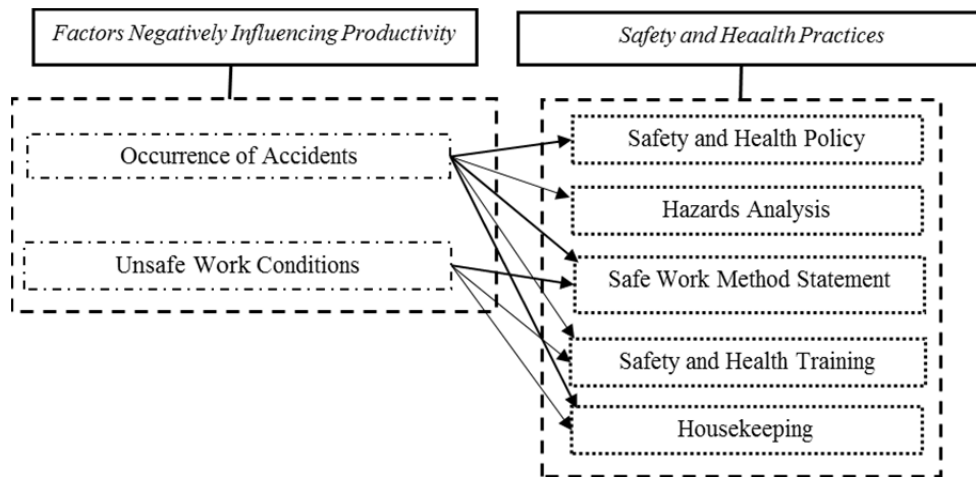 Factors Negatively Influencing Productivity
Safety and Heaalth Practices
Occurrence of Accidents
Unsafe Work Conditions
Safety and Health Policy
Hazards Analysis
Safe Work Method Statement
Safety and Health Training
Housekeeping